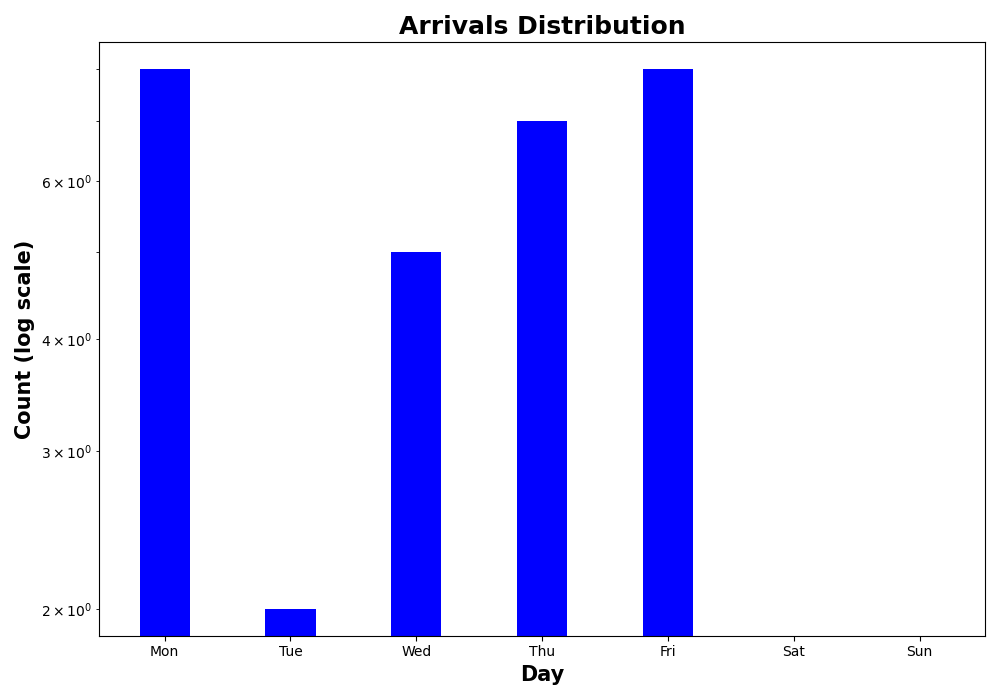 Arrivals Distribution
Count (log scale)
6 × 10⁰
4 × 10⁰
3 × 10⁰
2 × 10⁰
Mon Tue Wed Thu Fri Sat Sun
Day